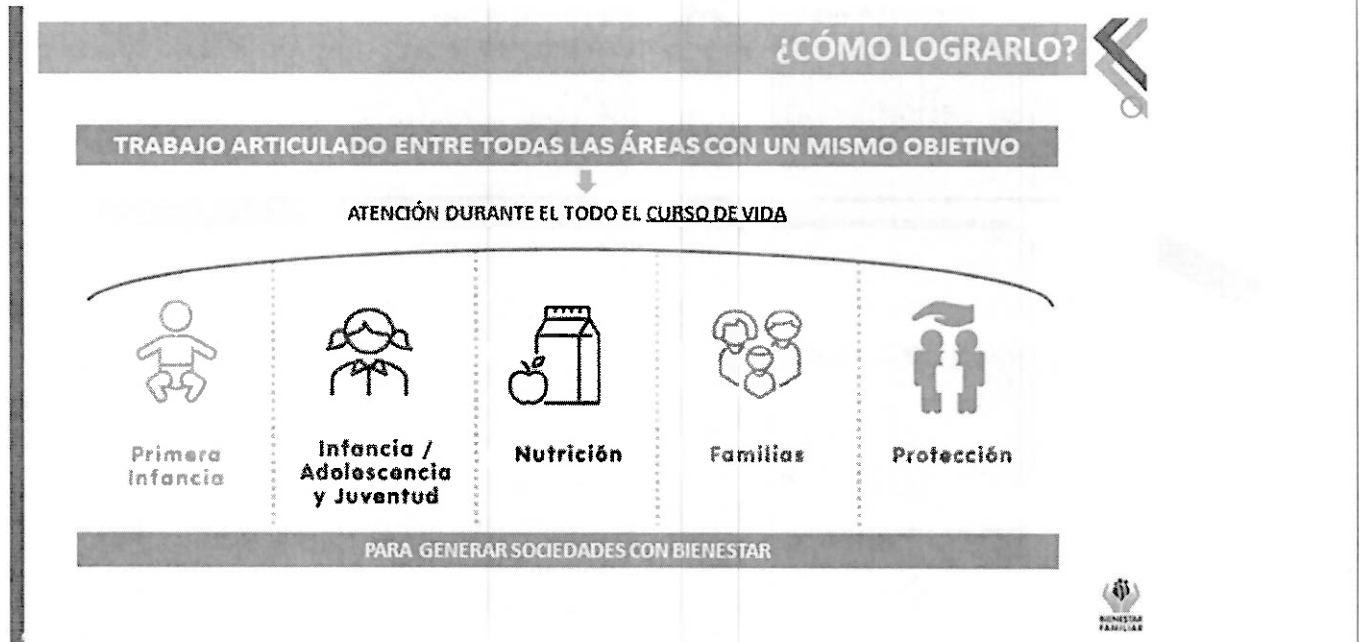 ¿CÓMO LOGRARLO?
TRABAJO ARTICULADO ENTRE TODAS LAS ÁREAS CON UN MISMO OBJETIVO
ATENCIÓN DURANTE EL TODO EL CURSO DE VIDA
Primera
Infancia
Infancia /
Adolescencia
y Juventud
Nutrición
Familias
Protección
PARA GENERAR SOCIEDADES CON BIENESTAR
BIENESTAR
FAMILIAR